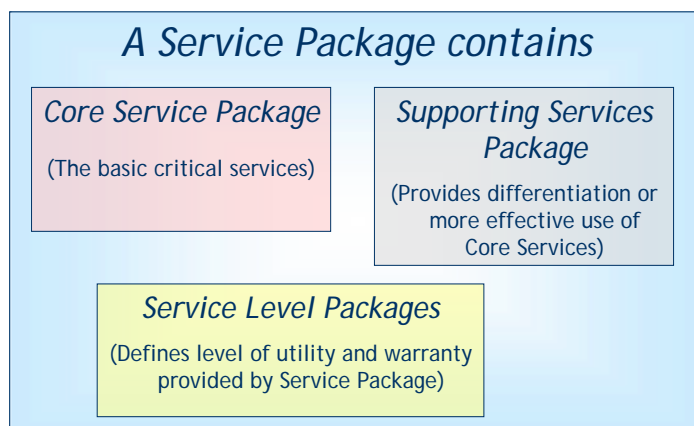 A Service Package contains
Core Service Package
(The basic critical services)
Supporting Services
Package
(Provides differentiation or
more effective use of
Core Services)
Service Level Packages
(Defines level of utility and warranty
provided by Service Package)